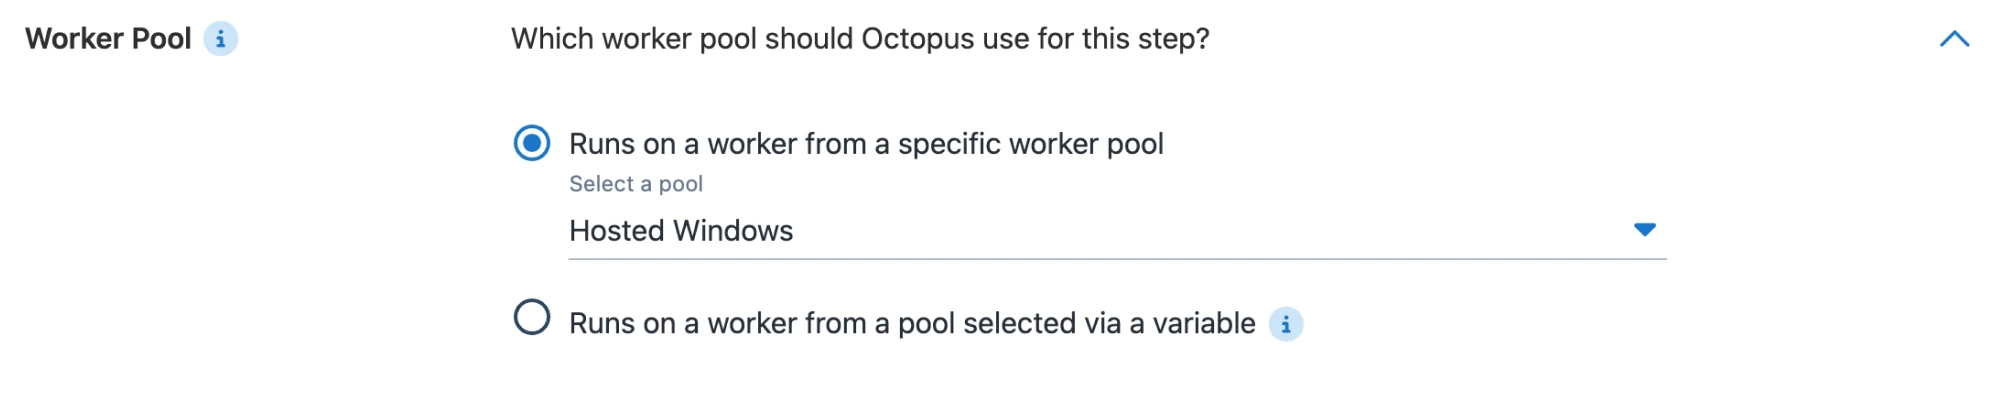 Worker Pool i
Which worker pool should Octopus use for this step?
Runs on a worker from a specific worker pool
Select a pool
Hosted Windows
Runs on a worker from a pool selected via a variable i